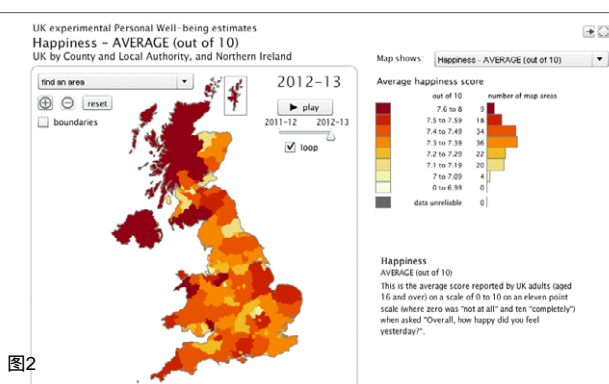 UK experimental Personal Well-being estimates
Happiness - AVERAGE (out of 10)
UK by County and Local Authority, and Northern Ireland
find an area
reset
boundaries
2012-13
play
2011-12 2012-13
loop
Map shows: Happiness - AVERAGE (out of 10)
Average happiness score
out of 10 number of map areas
7.6 to 8 9
7.5 to 7.59 18
7.4 to 7.49 34
7.3 to 7.39 36
7.2 to 7.29 22
7.1 to 7.19 20
7 to 7.09 4
0 to 6.99 0
data unreliable 0
Happiness
AVERAGE (out of 10)
This is the average score reported by UK adults (aged
16 and over) on a scale of 0 to 10 on an eleven point
scale (where zero was "not at all" and ten "completely")
when asked "Overall, how happy did you feel
yesterday?".
图2